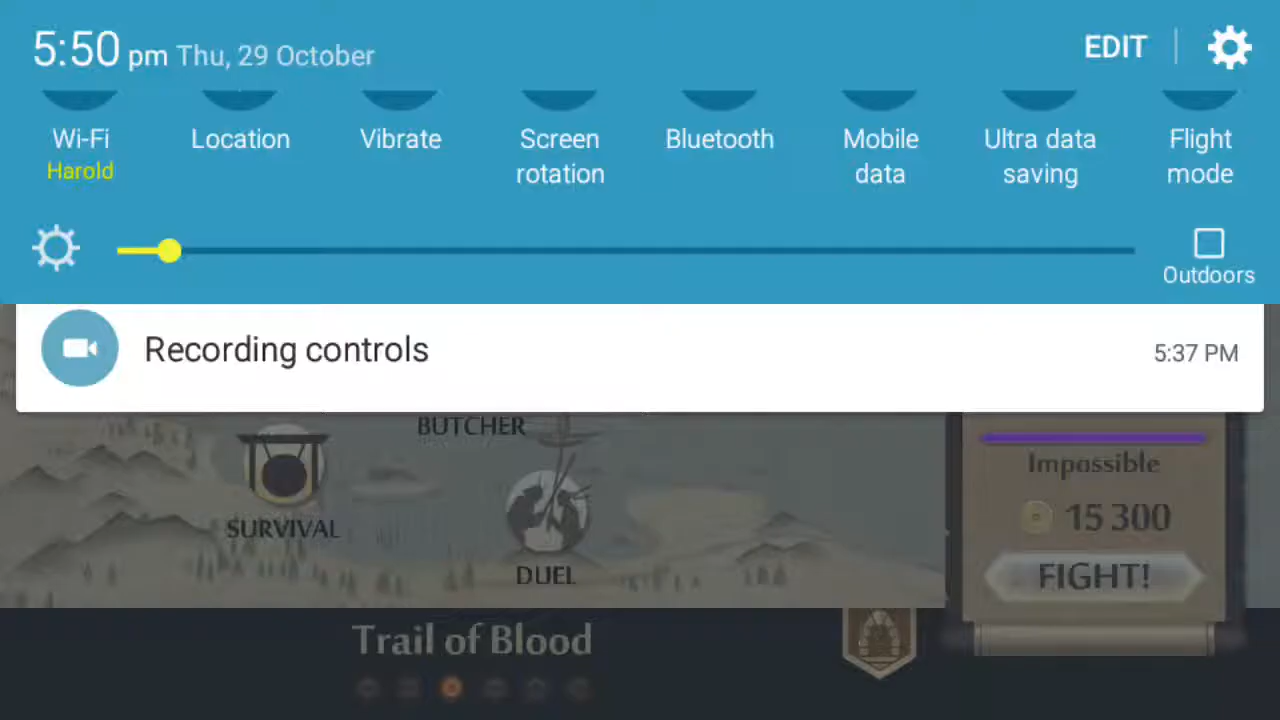 5:50 pm Thu, 29 October
EDIT
Wi-Fi
Harold
Location
Vibrate
Screen
rotation
Bluetooth
Mobile
data
Ultra data
saving
Flight
mode
Outdoors
Recording controls
5:37 PM
BUTCHER
SURVIVAL
DUEL
Impossible
15 300
FIGHT!
Trail of Blood